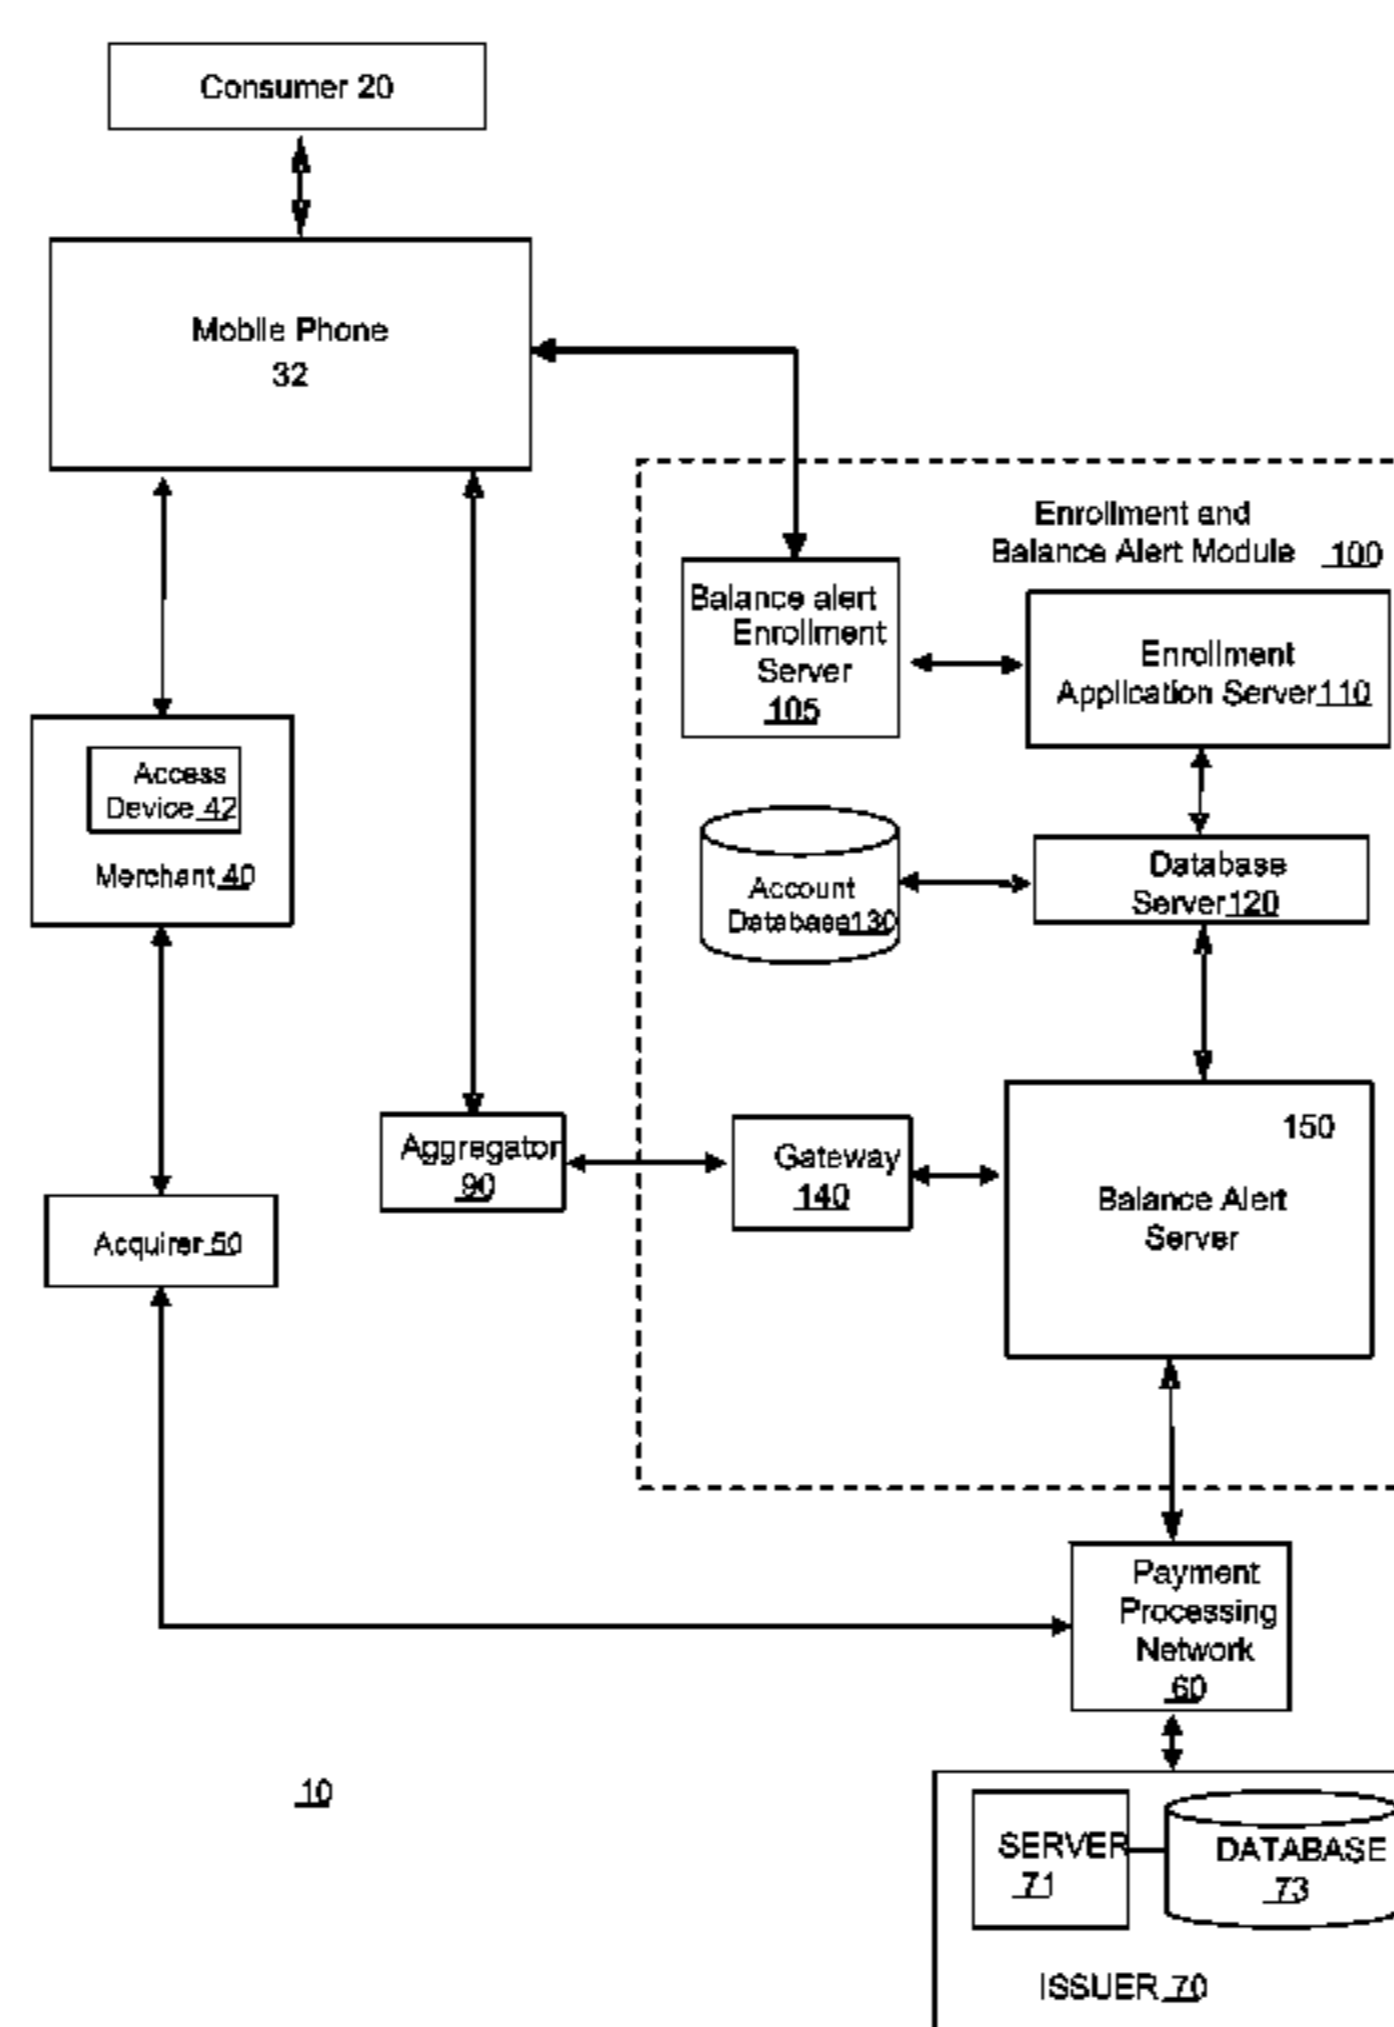 Consumer 20
Mobile Phone
32
Enrollment and
Balance Alert Module 100
Balance alert
Enrollment
Server
105
Enrollment
Application Server 110
Access
Device 42
Merchant 40
Account
Database 130
Database
Server 120
Aggregator
90
Gateway
140
150
Balance Alert
Server
Acquirer 50
Payment
Processing
Network
60
10
SERVER
71
DATABASE
73
ISSUER 70